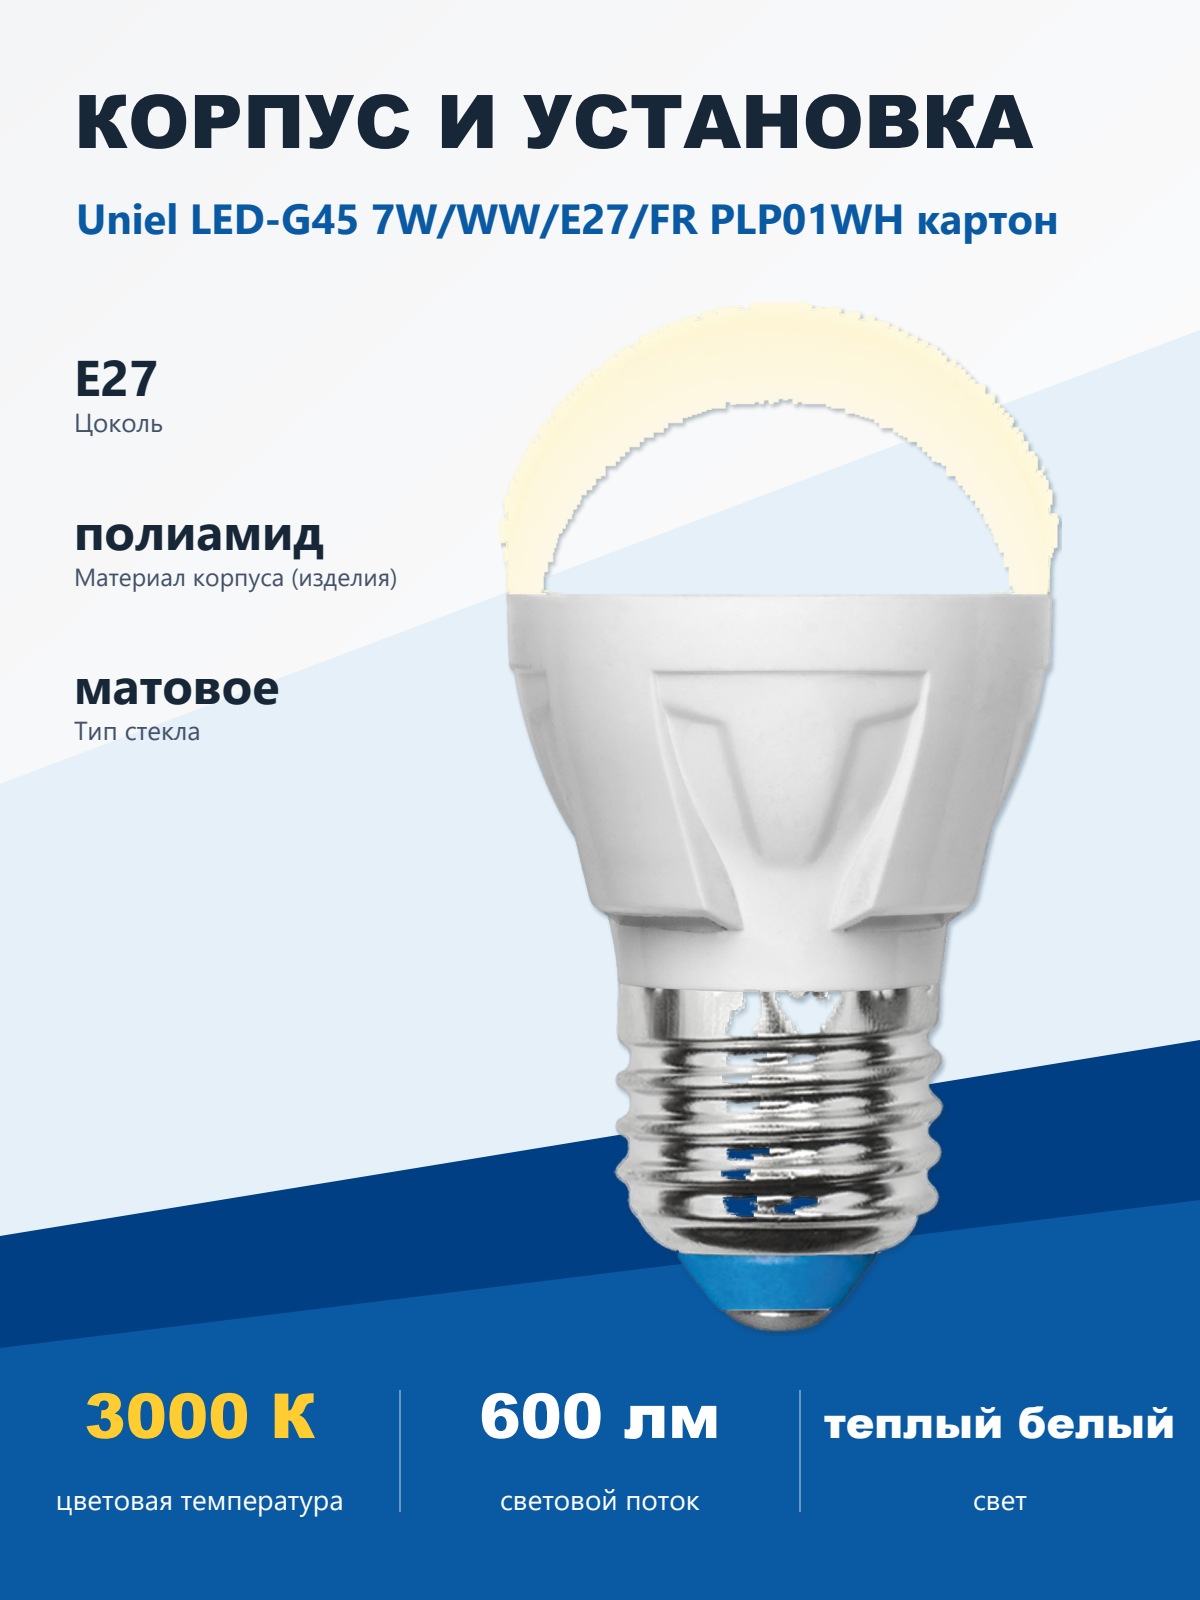 КОРПУС И УСТАНОВКА
Uniel LED-G45 7W/WW/E27/FR PLP01WH картон
E27
Цоколь
полиамид
Материал корпуса (изделия)
матовое
Тип стекла
3000 К
цветовая температура
600 лм
световой поток
теплый белый
свет